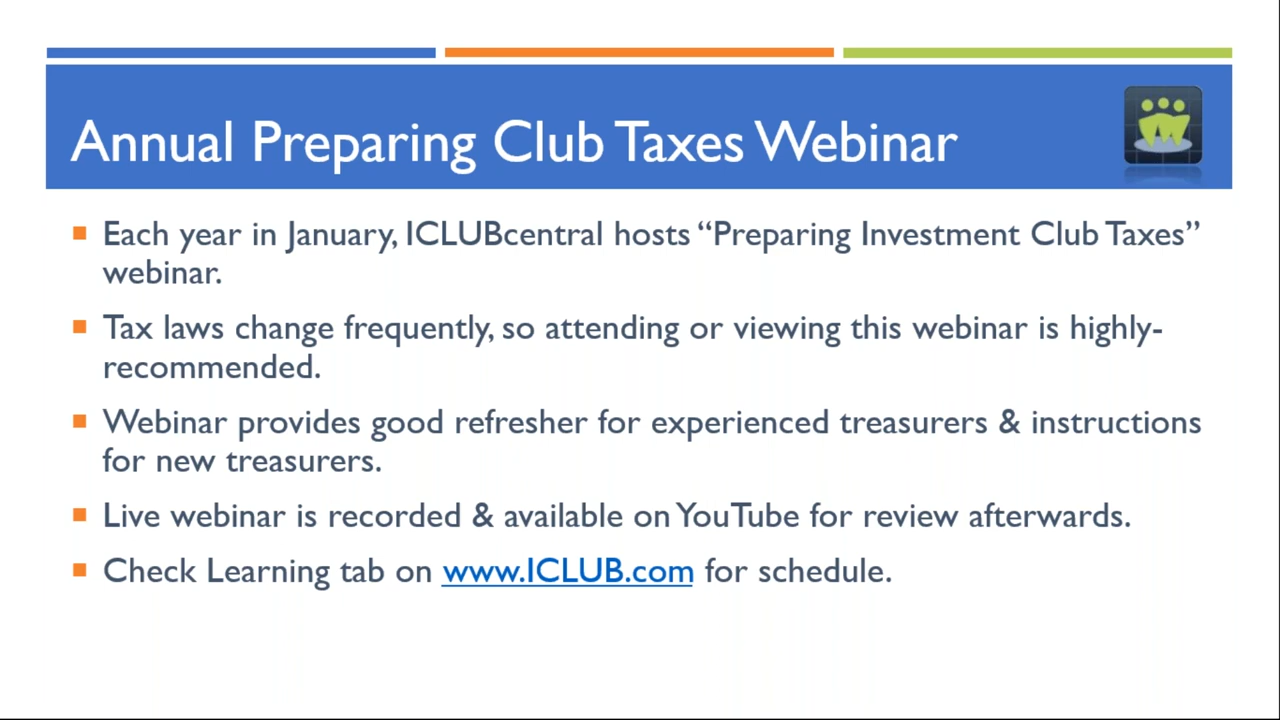 Annual Preparing Club Taxes Webinar
Each year in January, ICLUBcentral hosts “Preparing Investment Club Taxes”
webinar.
Tax laws change frequently, so attending or viewing this webinar is highly-
recommended.
Webinar provides good refresher for experienced treasurers & instructions
for new treasurers.
Live webinar is recorded & available on YouTube for review afterwards.
Check Learning tab on www.ICLUB.com for schedule.